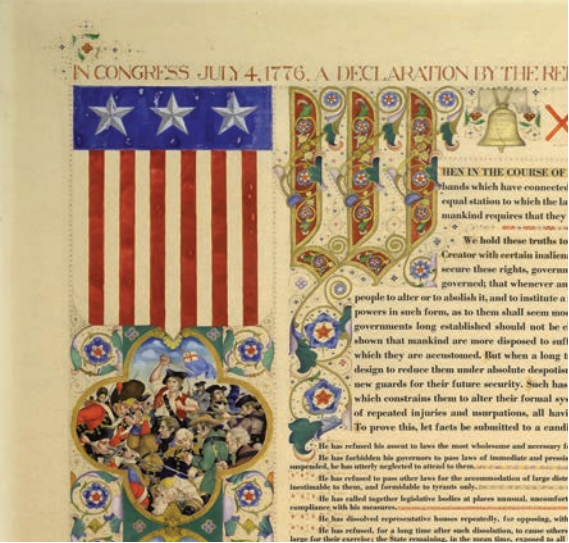 IN CONGRESS JULY 4, 1776. A DECLARATION BY THE RE
WHEN IN THE COURSE OF
bands which have connected
equal station to which the la
mankind requires that they
We hold these truths to
Creator with certain inalien
secure these rights, governm
governed; that whenever an
people to alter or to abolish it, and to institute a
powers in such form, as to them shall seem mos
governments long established should not be c
shown that mankind are more disposed to suff
which they are accustomed. But when a long t
design to reduce them under absolute despotis
new guards for their future security. Such has
which constrains them to alter their formal sys
of repeated injuries and usurpations, all havi
To prove this, let facts be submitted to a candi
He has refused his assent to laws the most wholesome and necessary f
He has forbidden his governors to pass laws of immediate and pressi
suspended, he has utterly neglected to attend to them.
He has refused to pass other laws for the accommodation of large distr
inestimable to them, and formidable to tyrants only.
He has called together legislative bodies at places unusual, uncomfort
compliance with his measures.
He has dissolved representative houses repeatedly, for opposing, with
He has refused, for a long time after such dissolution, to cause others
large for their exercise; the State remaining, in the mean time, exposed to all